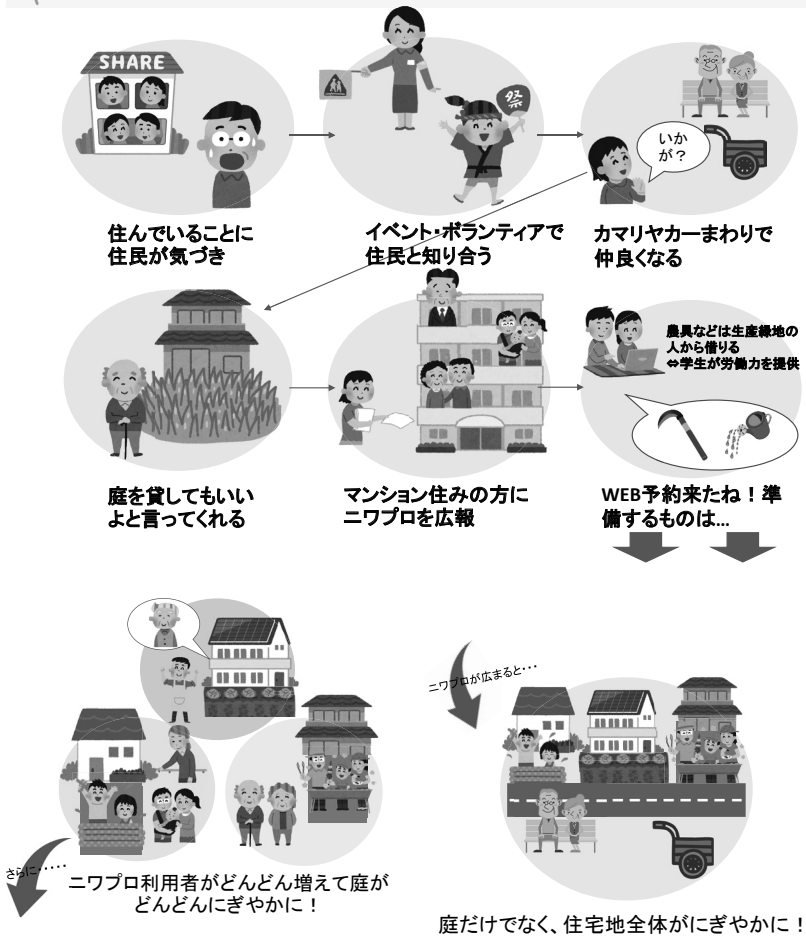 SHARE
祭
いか
が？
住んでいることに
住民が気づき
イベント・ボランティアで
住民と知り合う
カマリヤカーまわりで
仲良くなる
農具などは生産緑地の
人から借りる
⇔学生が労働力を提供
庭を貸してもいい
よと言ってくれる
マンション住みの方に
ニワプロを広報
WEB予約来たね！準
備するものは...
ニワプロが広まると・・・
さらに・・・・・
ニワプロ利用者がどんどん増えて庭が
どんどんにぎやかに！
庭だけでなく、住宅地全体がにぎやかに！